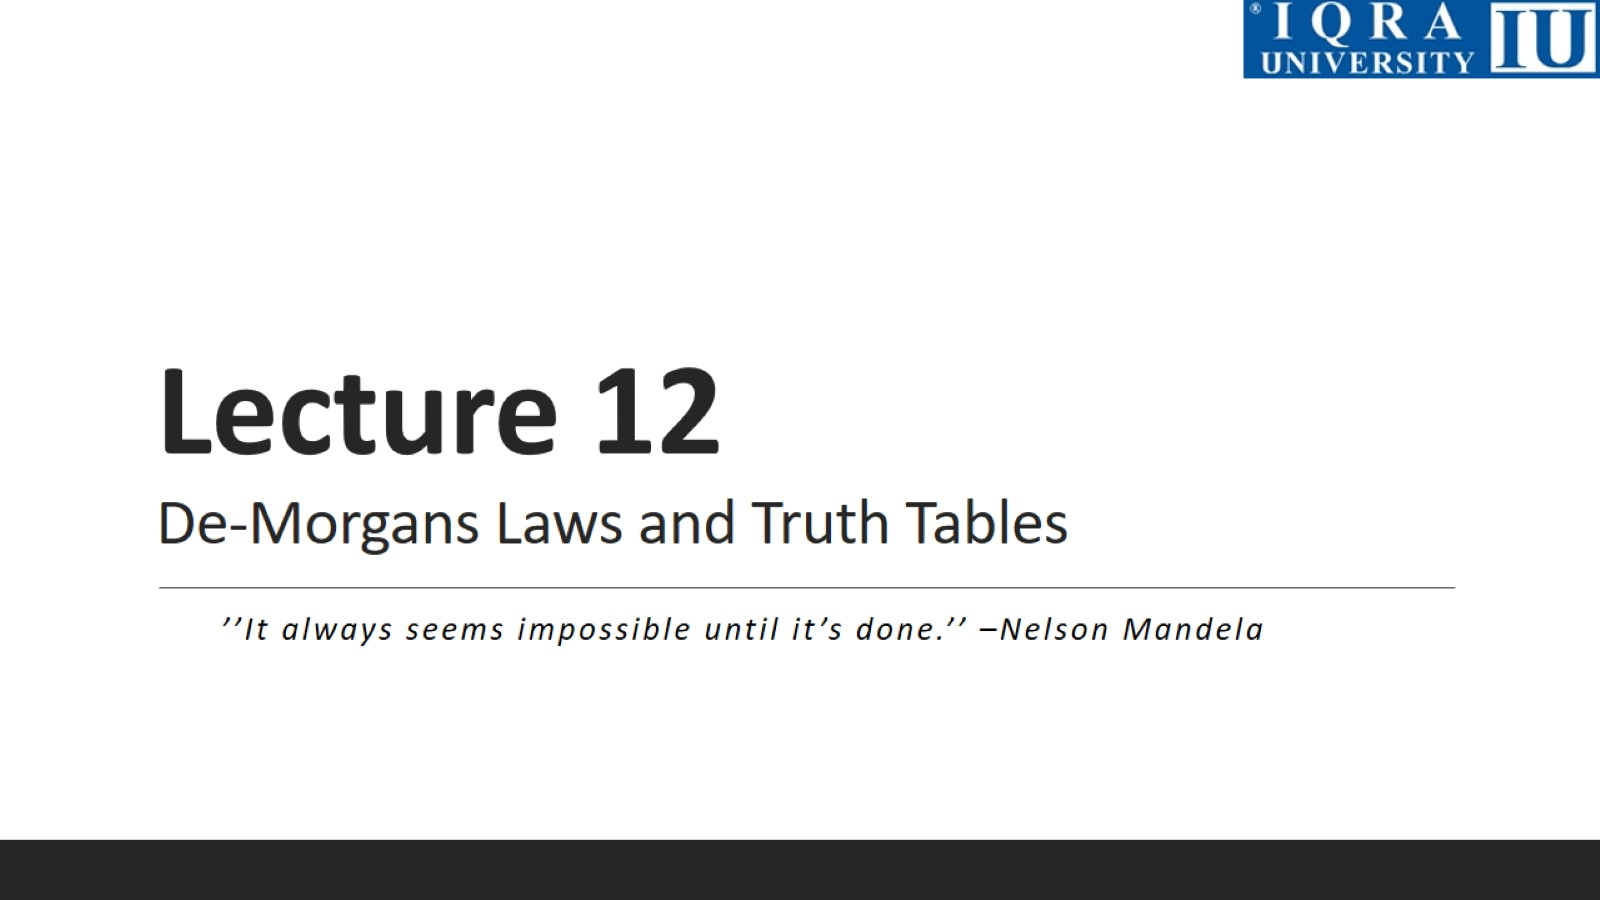 ® IQRA
UNIVERSITY IU
Lecture 12
De-Morgans Laws and Truth Tables
’’It always seems impossible until it’s done.’’ –Nelson Mandela